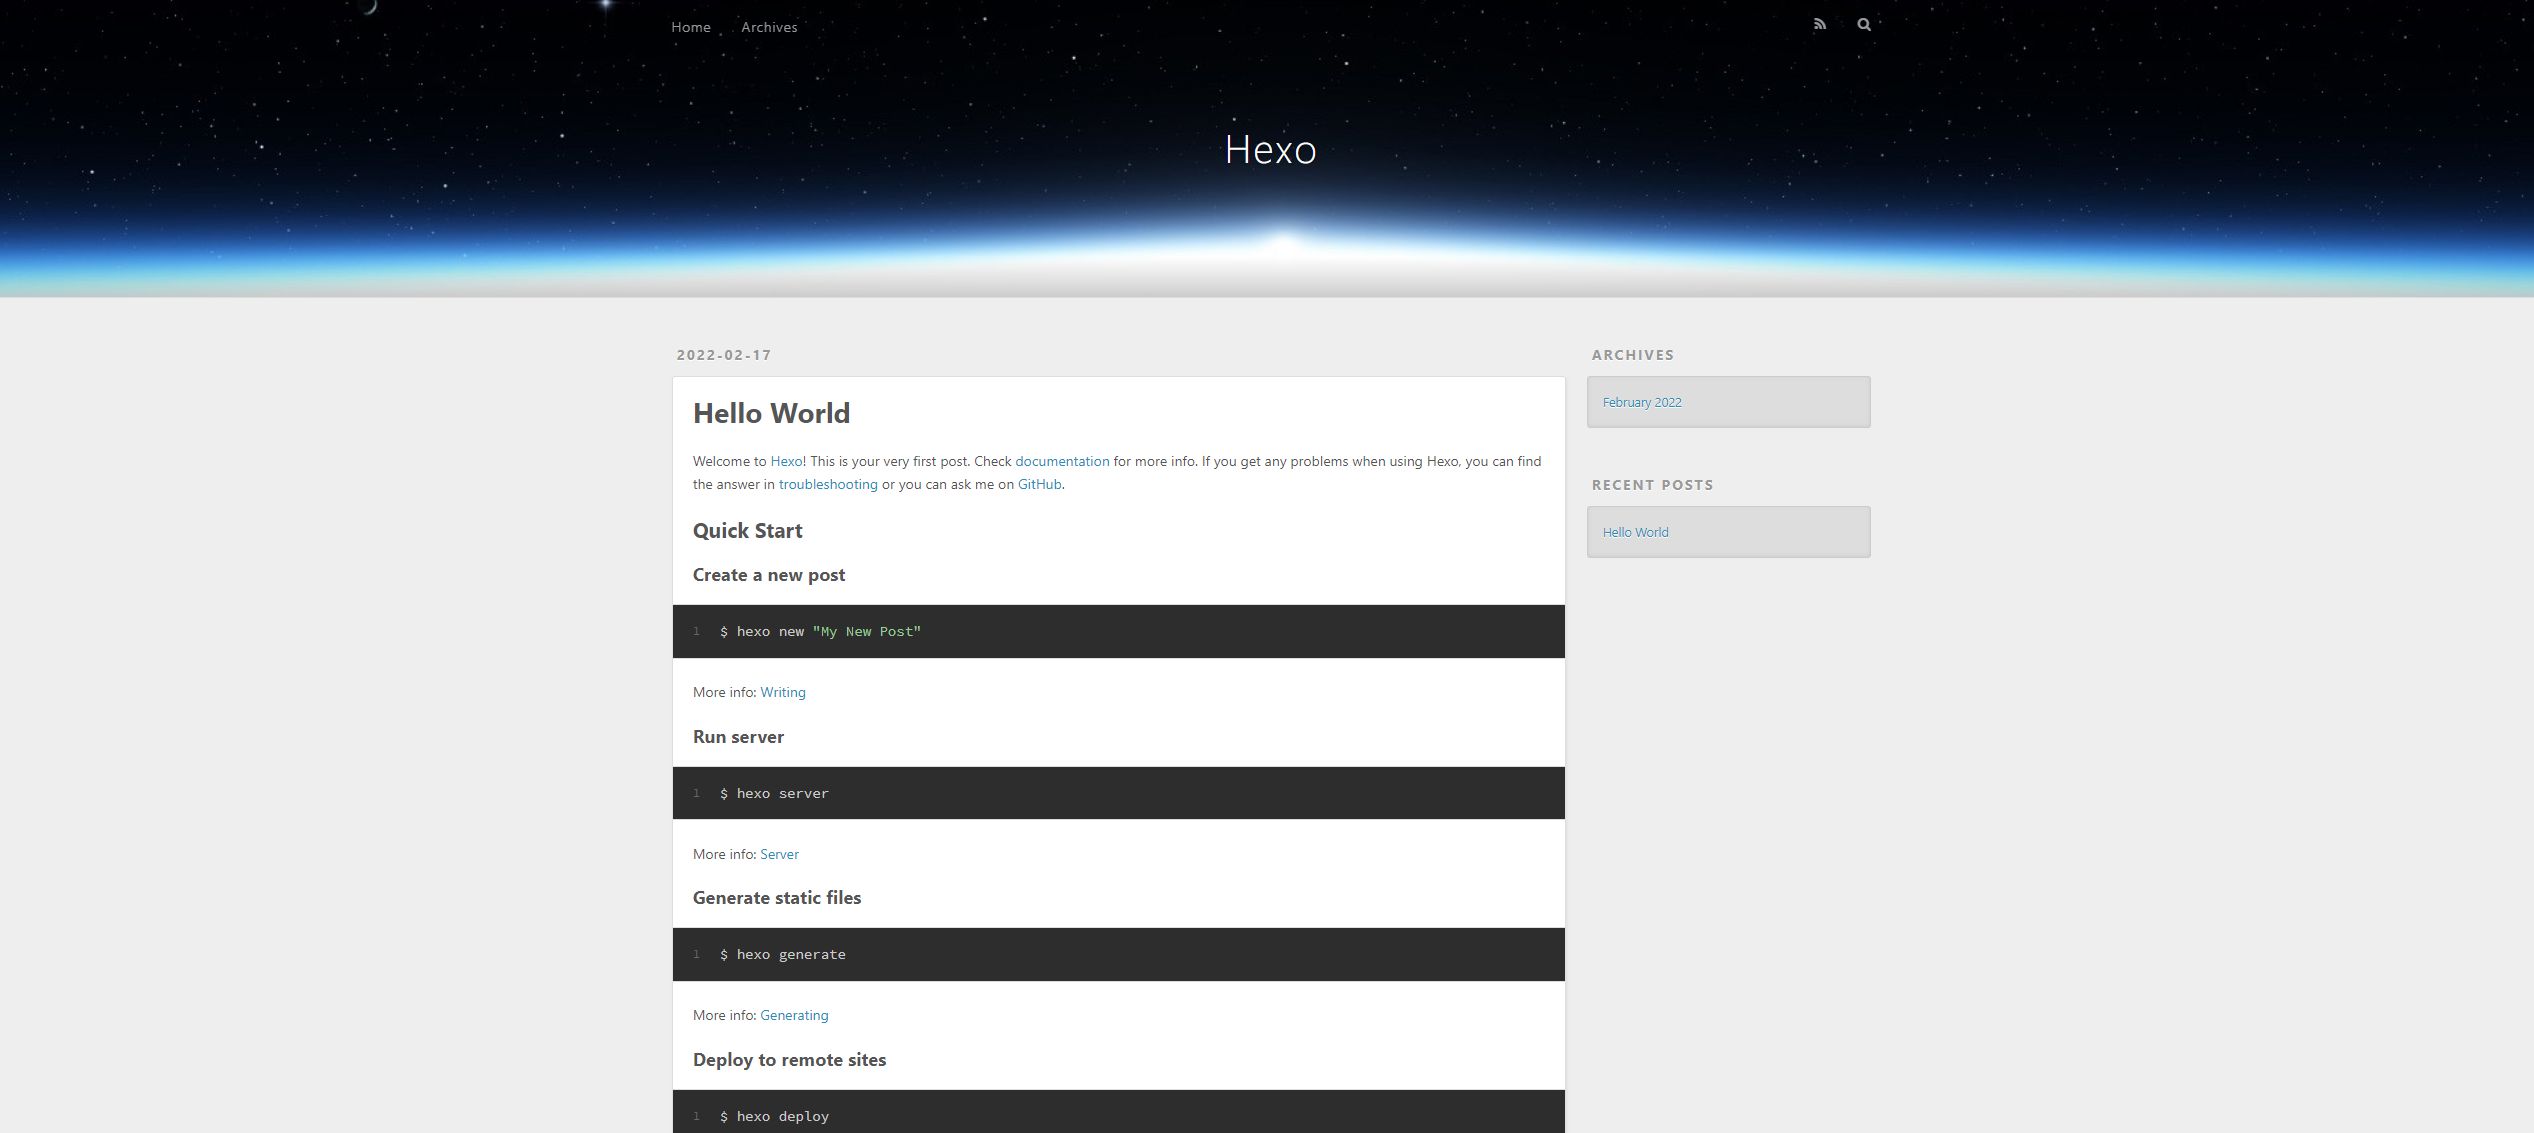 Home Archives
Hexo
2022-02-17
Hello World
Welcome to Hexo! This is your very first post. Check documentation for more info. If you get any problems when using Hexo, you can find
the answer in troubleshooting or you can ask me on GitHub.
Quick Start
Create a new post
1 $ hexo new "My New Post"
More info: Writing
Run server
1 $ hexo server
More info: Server
Generate static files
1 $ hexo generate
More info: Generating
Deploy to remote sites
1 $ hexo deploy
ARCHIVES
February 2022
RECENT POSTS
Hello World